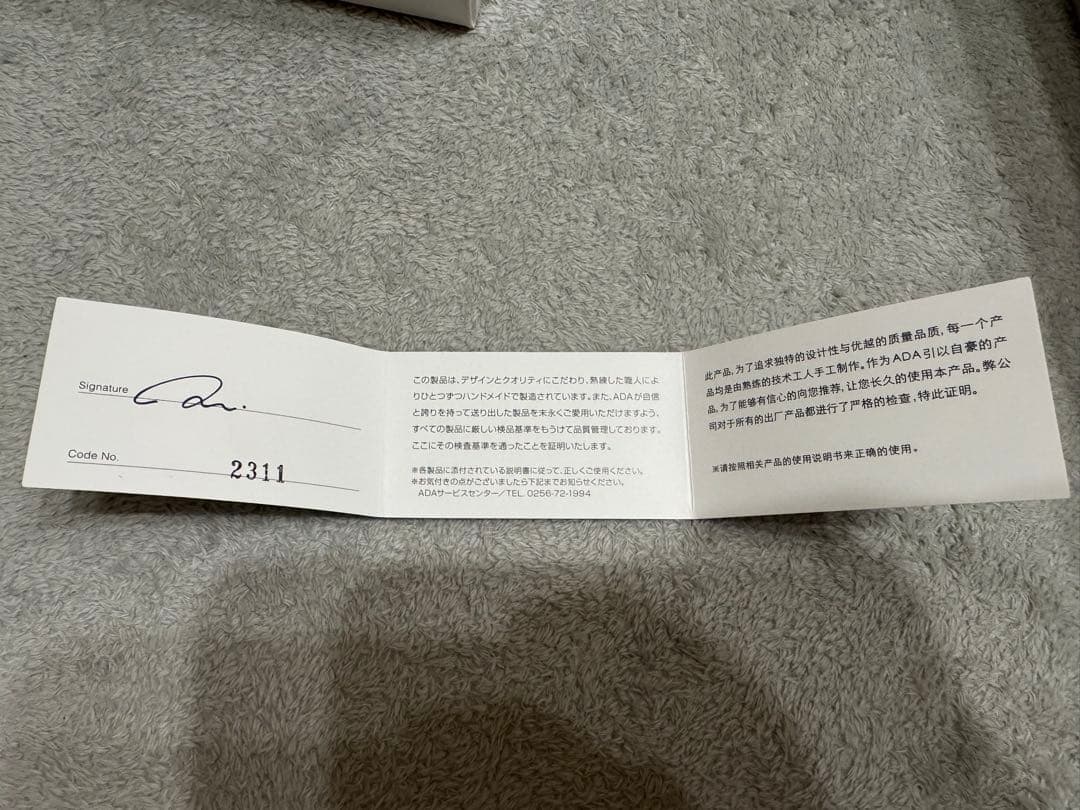 Signature
Code No.
2311
この製品は、デザインとクオリティにこだわり、熟練した職人によ
りひとつずつハンドメイドで製造されています。また、ADAが自信
と誇りを持って送り出した製品を末永くご愛用いただけますよう、
すべての製品に厳しい検品基準をもうけて品質管理しております。
ここにその検査基準を通ったことを証明いたします。
※各製品に添付されている説明書に従って、正しくご使用ください。
※お気付きの点がございましたら下記までお知らせください。
ADAサービスセンター/TEL. 0256-72-1994
此产品,为了追求独特的设计性与优越的质量品质,每一个产
品均是由熟练的技术工人手工制作。作为ADA引以自豪的产
品,为了能够有信心的向您推荐,让您长久的使用本产品。弊公
司对于所有的出厂产品都进行了严格的检查,特此证明。
※请按照相关产品的使用说明书来正确的使用。